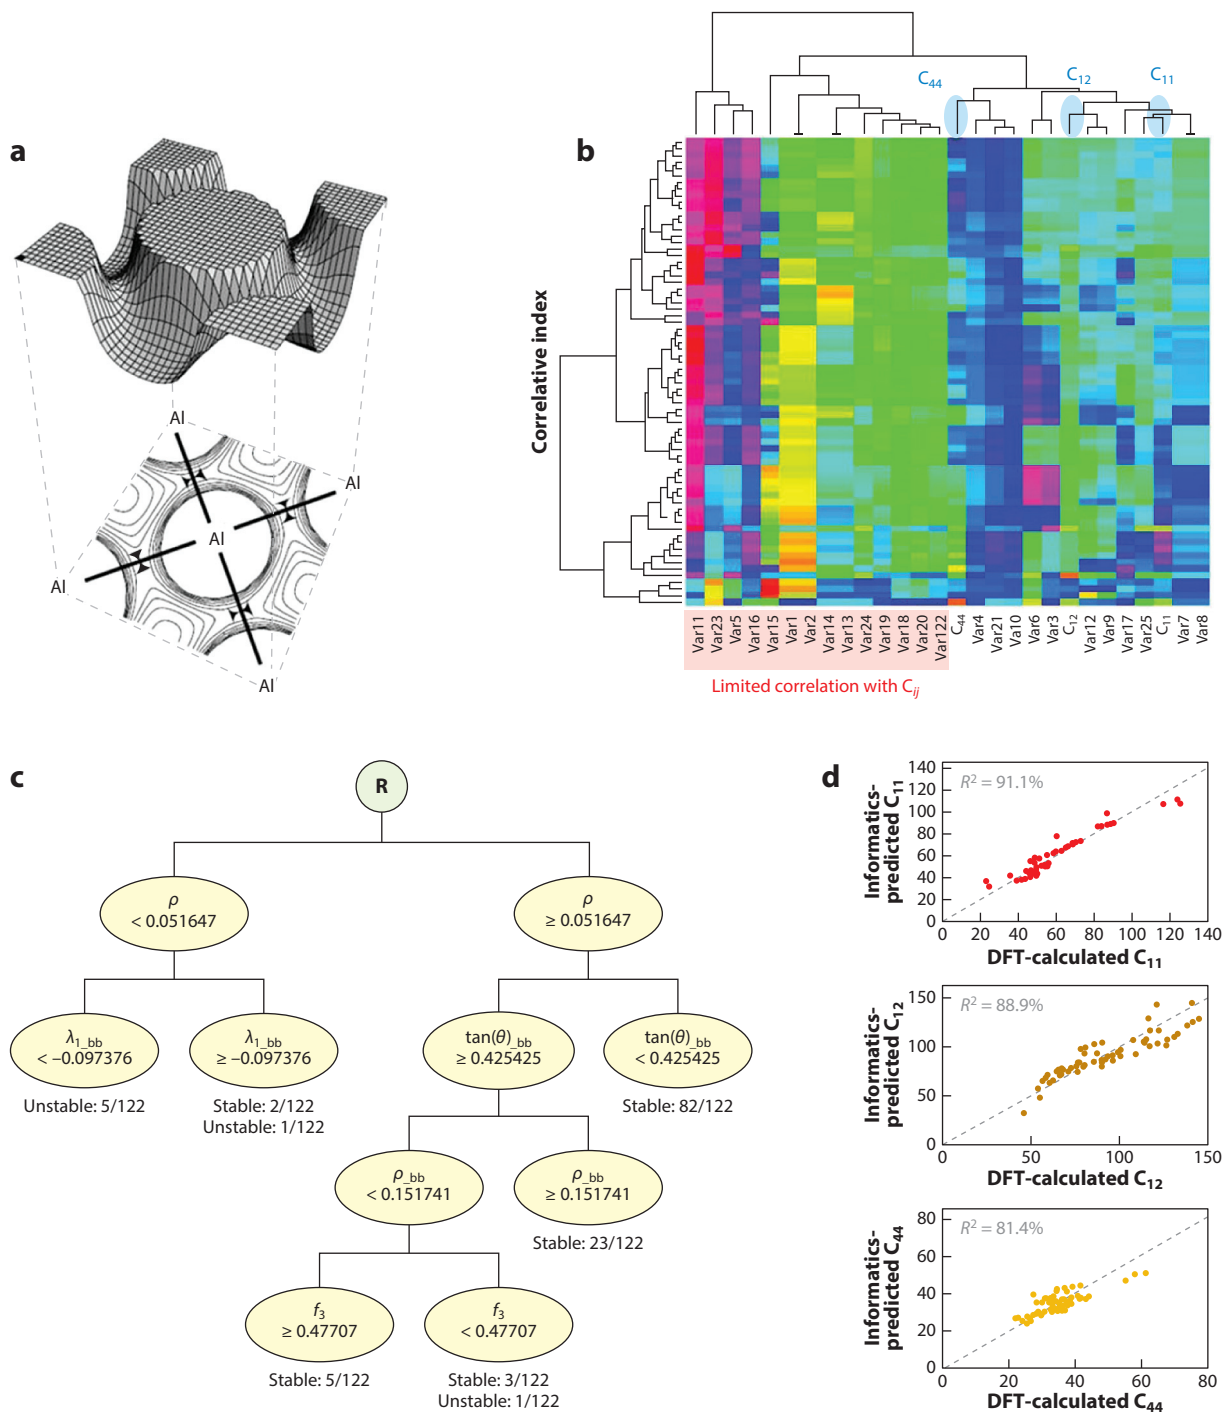 a
Al
Al
Al
Al
Al
b
C44
C12
C11
Correlative index
Var11
Var23
Var5
Var16
Var15
Var1
Var2
Var14
Var13
Var24
Var19
Var18
Var20
Var122
C44
Var4
Var21
Va10
Var6
Var3
C12
Var12
Var9
Var17
Var25
C11
Var7
Var8
Limited correlation with Cij
c
R
ρ
< 0.051647
ρ
≥ 0.051647
λ1_bb
< –0.097376
λ1_bb
≥ –0.097376
tan(θ)_bb
≥ 0.425425
tan(θ)_bb
< 0.425425
Unstable: 5/122
Stable: 2/122
Unstable: 1/122
Stable: 82/122
ρ_bb
< 0.151741
ρ_bb
≥ 0.151741
Stable: 23/122
f3
≥ 0.47707
f3
< 0.47707
Stable: 5/122
Stable: 3/122
Unstable: 1/122
d
Informatics-
predicted C11
R2 = 91.1%
140
120
100
80
60
40
20
0
0
20
40
60
80
100
120
140
DFT-calculated C11
Informatics-
predicted C12
R2 = 88.9%
150
100
50
0
0
50
100
150
DFT-calculated C12
Informatics-
predicted C44
R2 = 81.4%
80
60
40
20
0
0
20
40
60
80
DFT-calculated C44